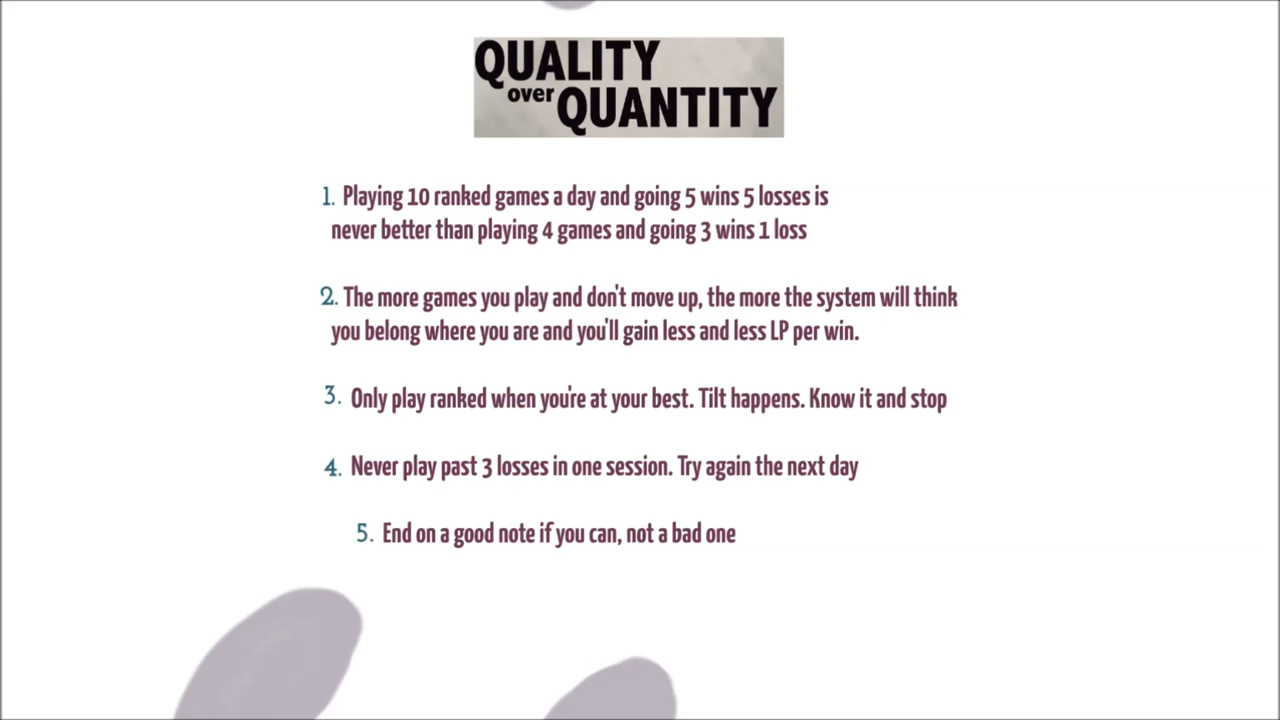 QUALITY
over QUANTITY
1. Playing 10 ranked games a day and going 5 wins 5 losses is
never better than playing 4 games and going 3 wins 1 loss
2. The more games you play and don't move up, the more the system will think
you belong where you are and you'll gain less and less LP per win.
3. Only play ranked when you're at your best. Tilt happens. Know it and stop
4. Never play past 3 losses in one session. Try again the next day
5. End on a good note if you can, not a bad one